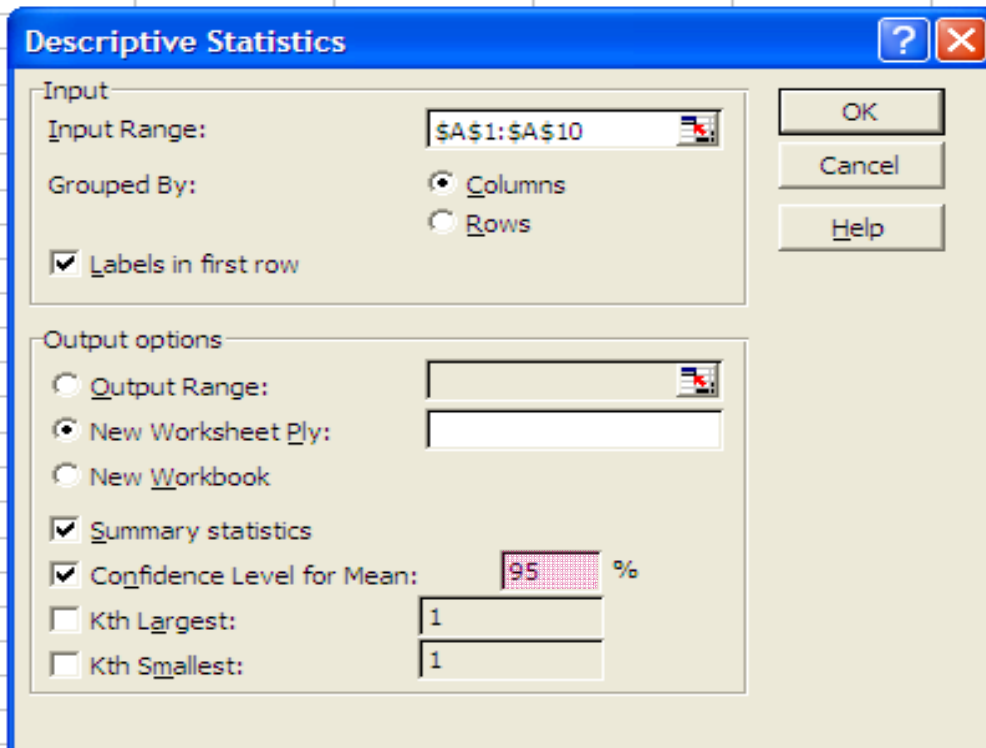 Descriptive Statistics
Input
Input Range: $A$1:$A$10
OK
Cancel
Grouped By: Columns
Rows
Help
Labels in first row
Output options
Output Range:
New Worksheet Ply:
New Workbook
Summary statistics
Confidence Level for Mean: 95 %
Kth Largest: 1
Kth Smallest: 1